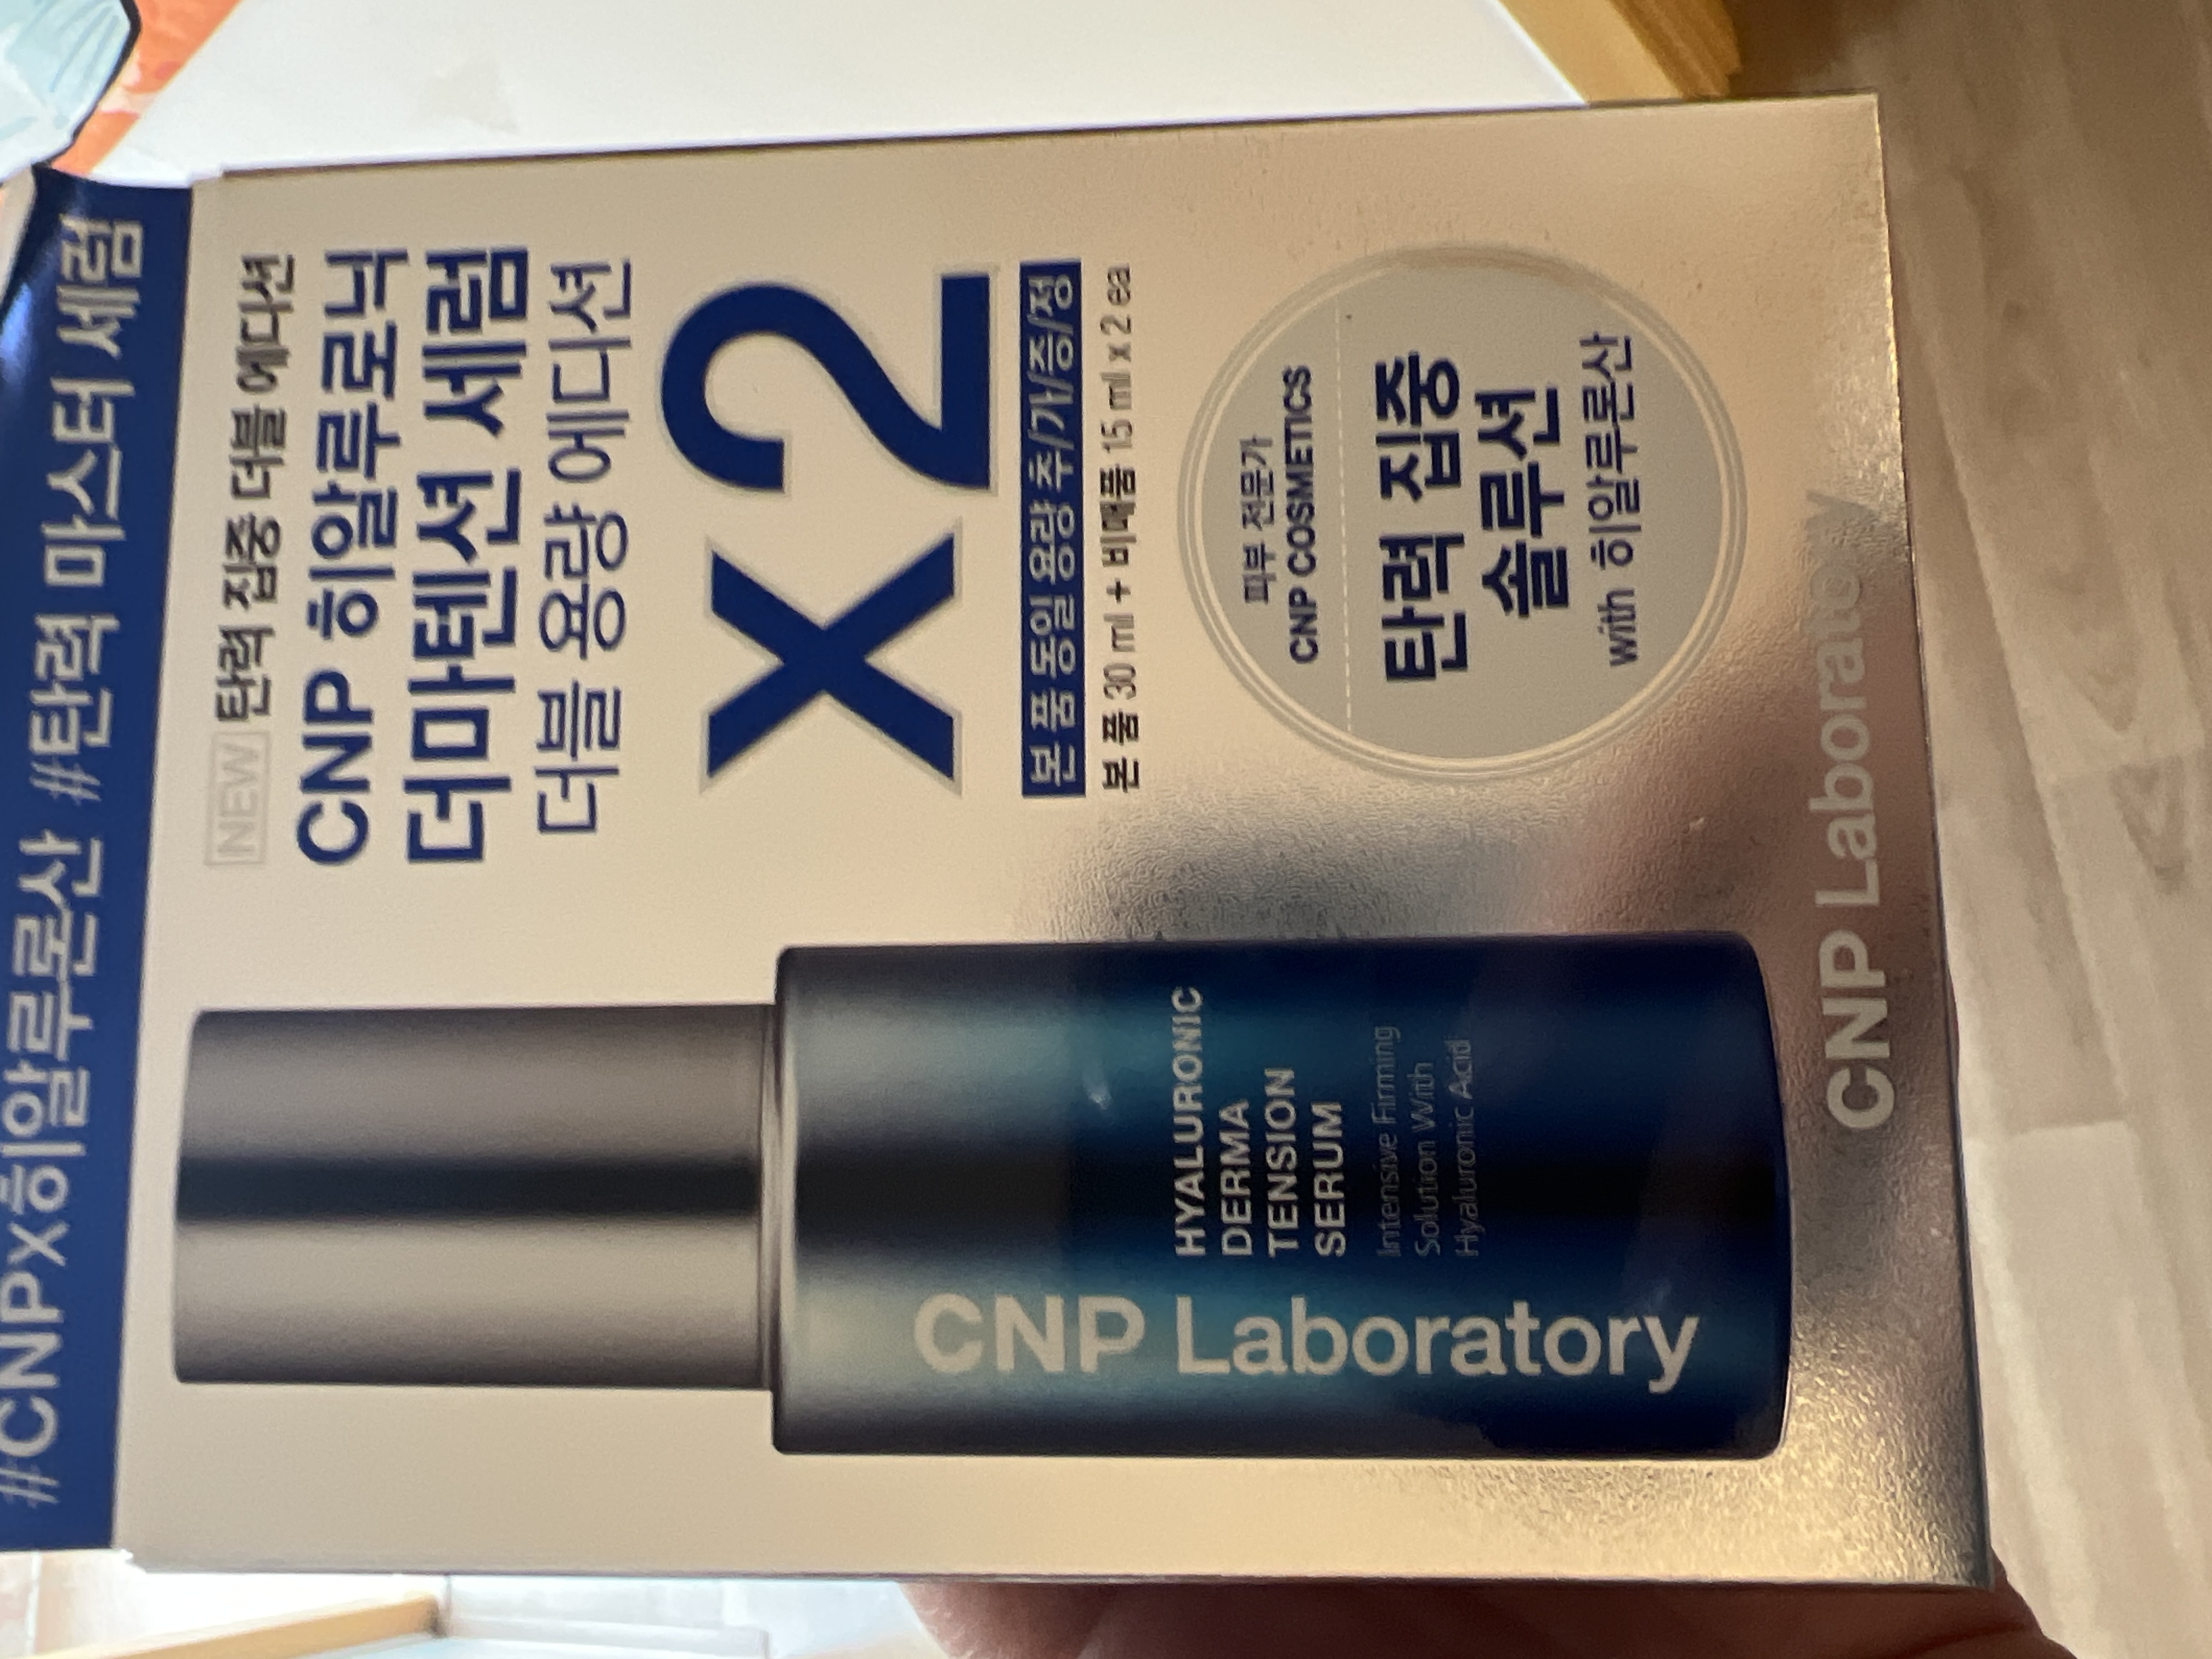 #CNPX히알루론산 #탄력 마스터 세럼
NEW 탄력 집중 더블 에디션
CNP 히알루로닉
더마텐션 세럼
더블 용량 에디션
x2
본 품 동일 용량 추/가/증/정
본 품 30 ml + 비매품 15 ml x 2 ea
피부 전문가
CNP COSMETICS
탄력 집중
솔루션
with 히알루론산
HYALURONIC
DERMA
TENSION
SERUM
Intensive Firming
Solution With
Hyaluronic Acid
CNP Laboratory
CNP Laboratory